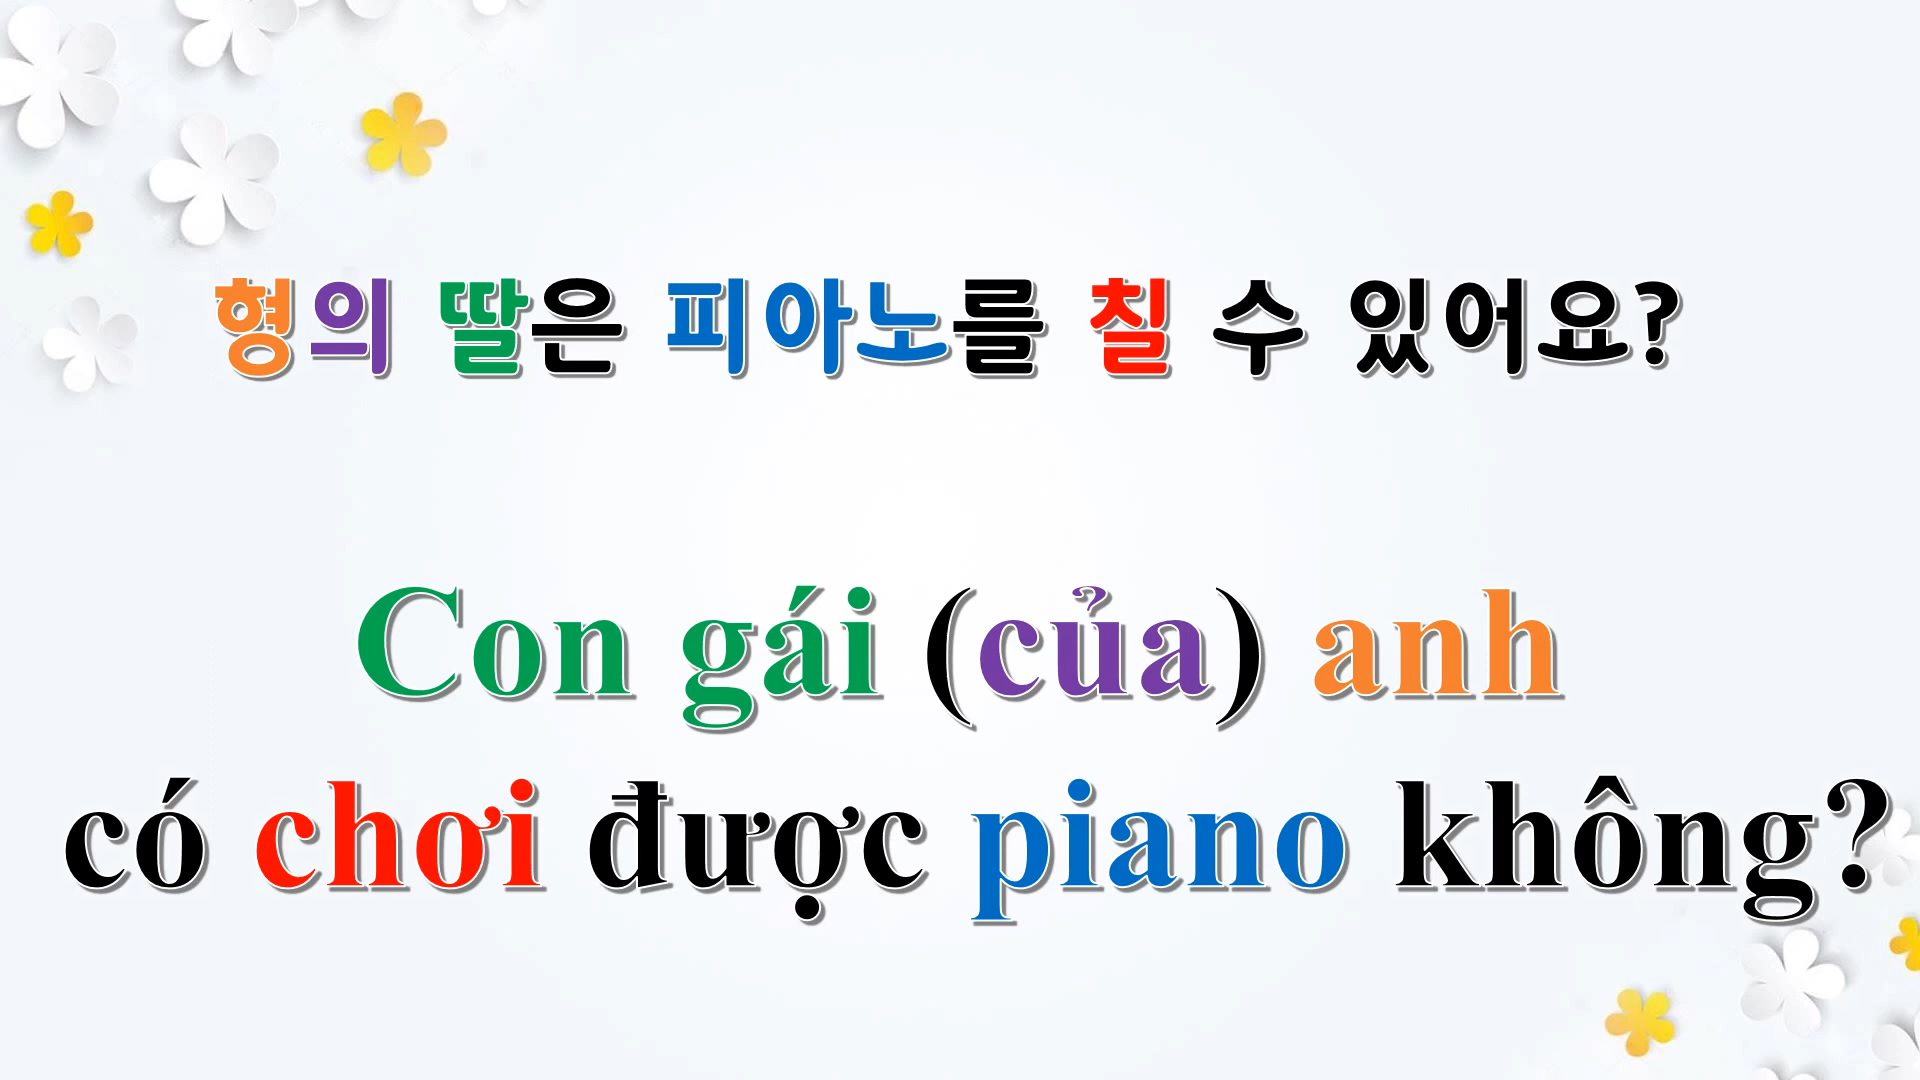 형의 딸은 피아노를 칠 수 있어요?
Con gái (của) anh
có chơi được piano không?